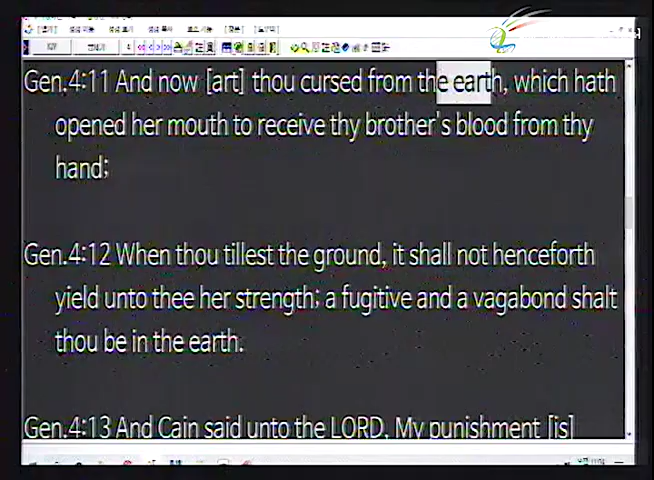 Gen.4:11 And now [art] thou cursed from the earth, which hath
opened her mouth to receive thy brother's blood from thy
hand;
Gen.4:12 When thou tillest the ground, it shall not henceforth
yield unto thee her strength; a fugitive and a vagabond shalt
thou be in the earth.
Gen.4:13 And Cain said unto the LORD, My punishment [is]